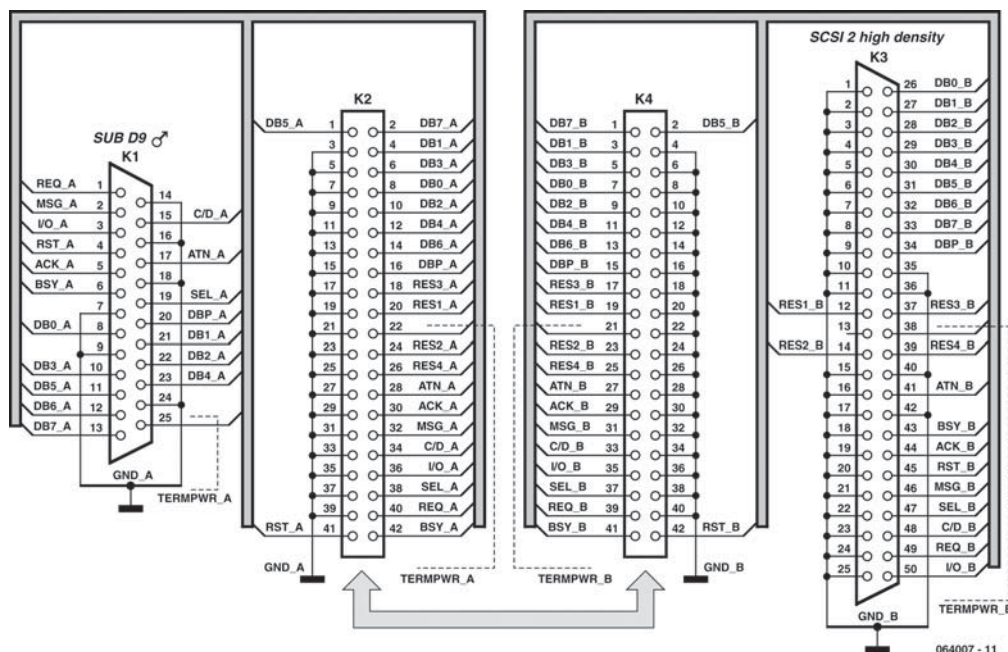 SUB D9 ♂
K1
REQ_A 1
MSG_A 2
I/O_A 3
RST_A 4
ACK_A 5
BSY_A 6
7
DB0_A 8
9
DB3_A 10
DB5_A 11
DB6_A 12
DB7_A 13
14
15 C/D_A
16
17 ATN_A
18
19 SEL_A
20 DBP_A
21 DB1_A
22 DB2_A
23 DB4_A
24
25
GND_A
TERMPWR_A
K2
DB5_A 1 2 DB7_A
3 4 DB1_A
5 6 DB3_A
7 8 DB0_A
9 10 DB2_A
11 12 DB4_A
13 14 DB6_A
15 16 DBP_A
17 18 RES3_A
19 20 RES1_A
21 22
23 24 RES2_A
25 26 RES4_A
27 28 ATN_A
29 30 ACK_A
31 32 MSG_A
33 34 C/D_A
35 36 I/O_A
37 38 SEL_A
39 40 REQ_A
RST_A 41 42 BSY_A
GND_A
TERMPWR_A
K4
DB7_B 1 2 DB5_B
DB1_B 3 4
DB3_B 5 6
DB0_B 7 8
DB2_B 9 10
DB4_B 11 12
DB6_B 13 14
DBP_B 15 16
RES3_B 17 18
RES1_B 19 20
21 22
RES2_B 23 24
RES4_B 25 26
ATN_B 27 28
ACK_B 29 30
MSG_B 31 32
C/D_B 33 34
I/O_B 35 36
SEL_B 37 38
REQ_B 39 40
BSY_B 41 42 RST_B
TERMPWR_B
GND_B
SCSI 2 high density
K3
1 26 DB0_B
2 27 DB1_B
3 28 DB2_B
4 29 DB3_B
5 30 DB4_B
6 31 DB5_B
7 32 DB6_B
8 33 DB7_B
9 34 DBP_B
10 35
11 36
RES1_B 12 37 RES3_B
13 38
RES2_B 14 39 RES4_B
15 40
16 41 ATN_B
17 42
18 43 BSY_B
19 44 ACK_B
20 45 RST_B
21 46 MSG_B
22 47 SEL_B
23 48 C/D_B
24 49 REQ_B
25 50 I/O_B
GND_B
TERMPWR_B
064007 - 11